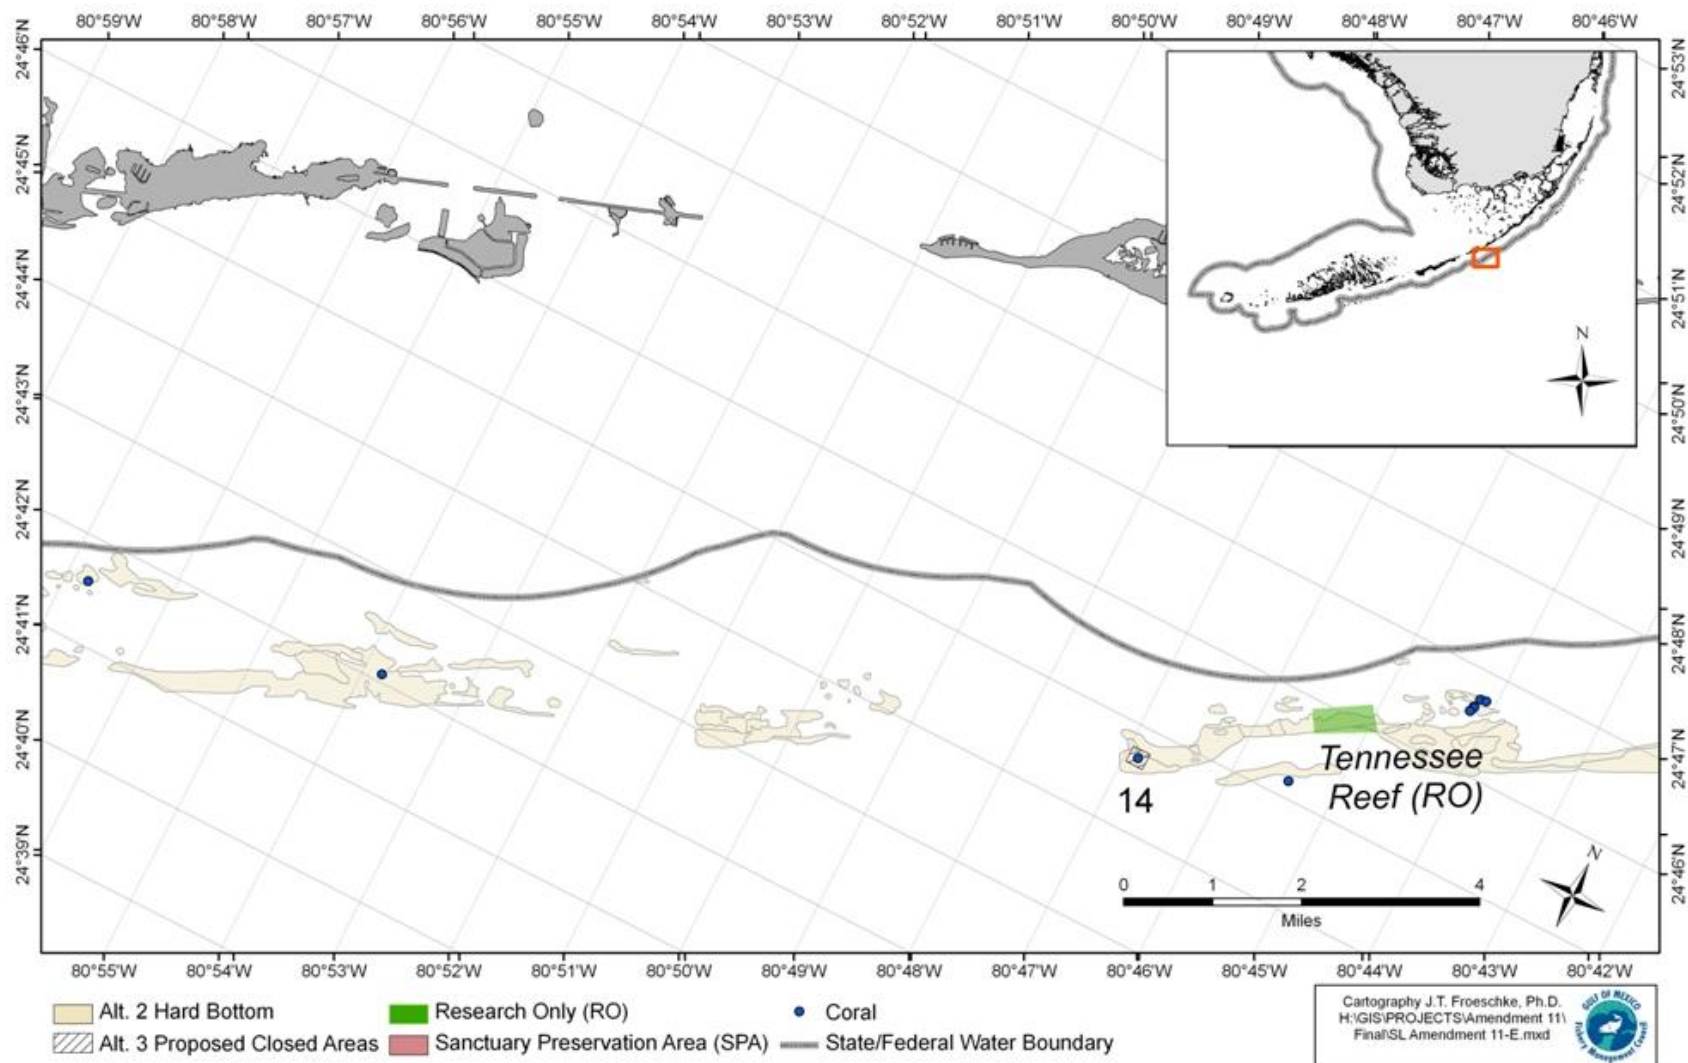 80°59'W 80°58'W 80°57'W 80°56'W 80°55'W 80°54'W 80°53'W 80°52'W 80°51'W 80°50'W 80°49'W 80°48'W 80°47'W 80°46'W
24°46'N
24°45'N
24°44'N
24°43'N
24°42'N
24°41'N
24°40'N
24°39'N
24°53'N
24°52'N
24°51'N
24°50'N
24°49'N
24°48'N
24°47'N
24°46'N
N
Tennessee
Reef (RO)
14
N
0 1 2 4
Miles
80°55'W 80°54'W 80°53'W 80°52'W 80°51'W 80°50'W 80°49'W 80°48'W 80°47'W 80°46'W 80°45'W 80°44'W 80°43'W 80°42'W
Alt. 2 Hard Bottom
Research Only (RO)
Coral
Alt. 3 Proposed Closed Areas
Sanctuary Preservation Area (SPA)
State/Federal Water Boundary
Cartography J.T. Froeschke, Ph.D.
H:\GIS\PROJECTS\Amendment 11\
Final\SL Amendment 11-E.mxd
GULF OF MEXICO
Fishery Management Council